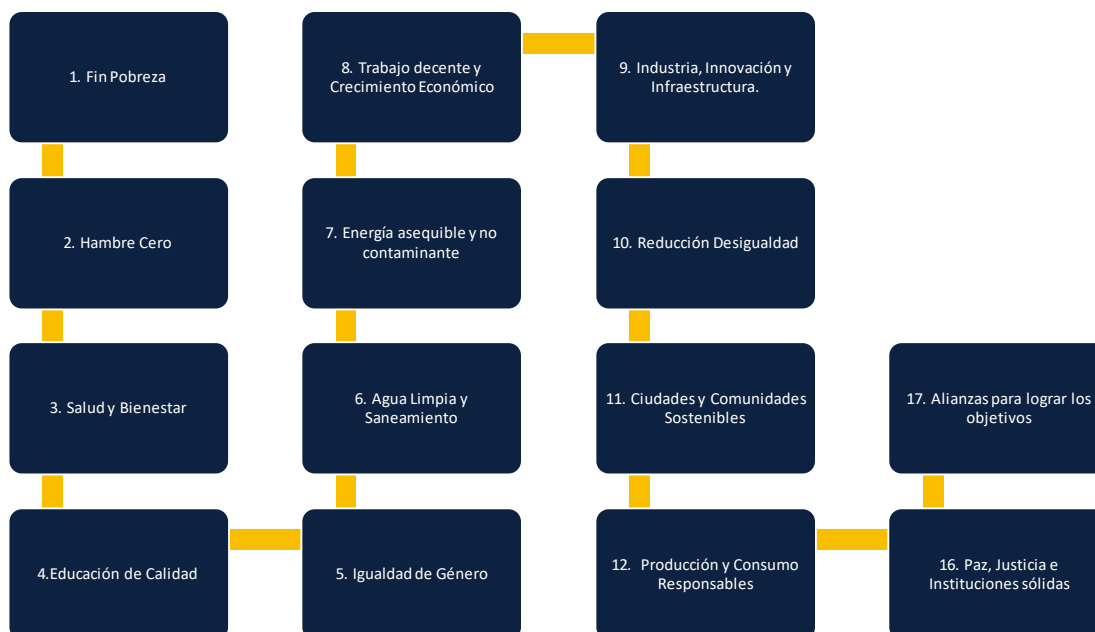 1. Fin Pobreza
2. Hambre Cero
3. Salud y Bienestar
4.Educación de Calidad
5. Igualdad de Género
6. Agua Limpia y
Saneamiento
7. Energía asequible y no
contaminante
8. Trabajo decente y
Crecimiento Económico
9. Industria, Innovación y
Infraestructura.
10. Reducción Desigualdad
11. Ciudades y Comunidades
Sostenibles
12. Producción y Consumo
Responsables
16. Paz, Justicia e
Instituciones sólidas
17. Alianzas para lograr los
objetivos